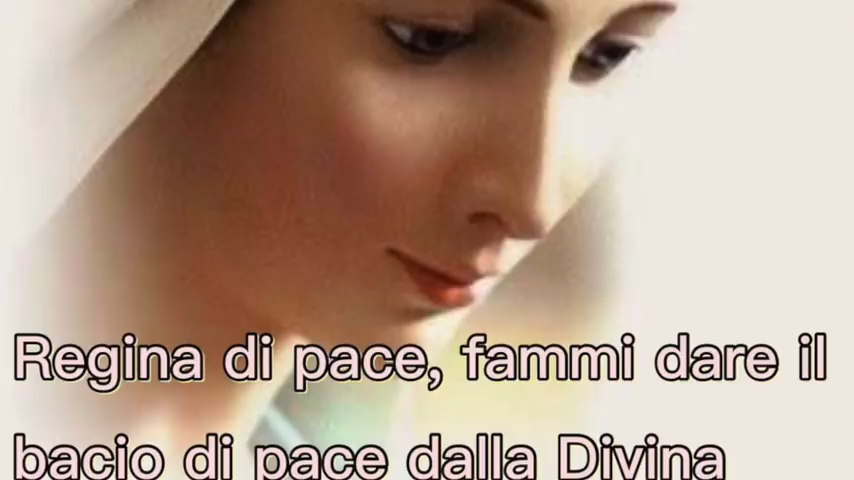 Regina di pace, fammi dare il
bacio di pace dalla Divina